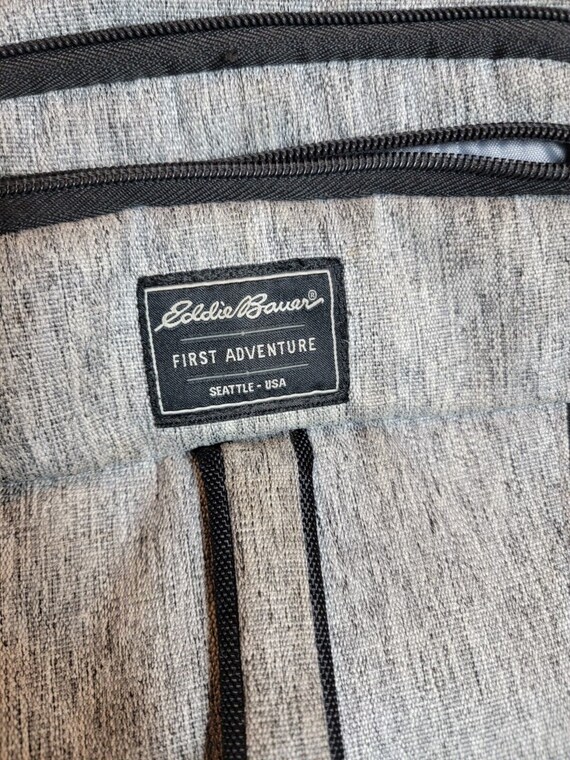 Eddie Bauer®
FIRST ADVENTURE
SEATTLE - USA